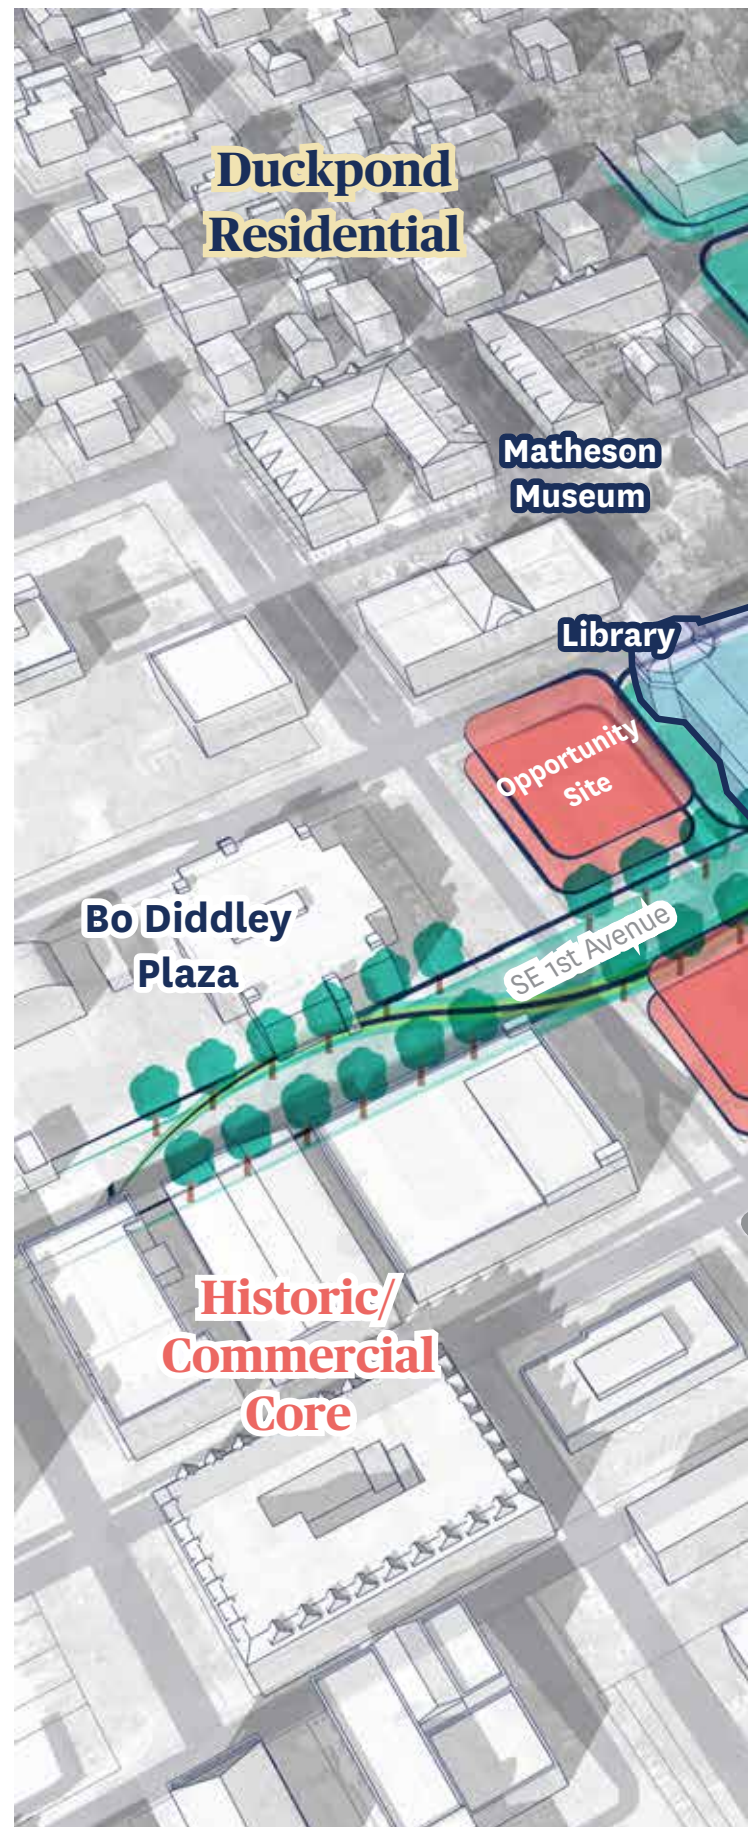 Duckpond
Residential
Matheson
Museum
Library
Opportunity
Site
Bo Diddley
Plaza
SE 1st Avenue
Historic/
Commercial
Core